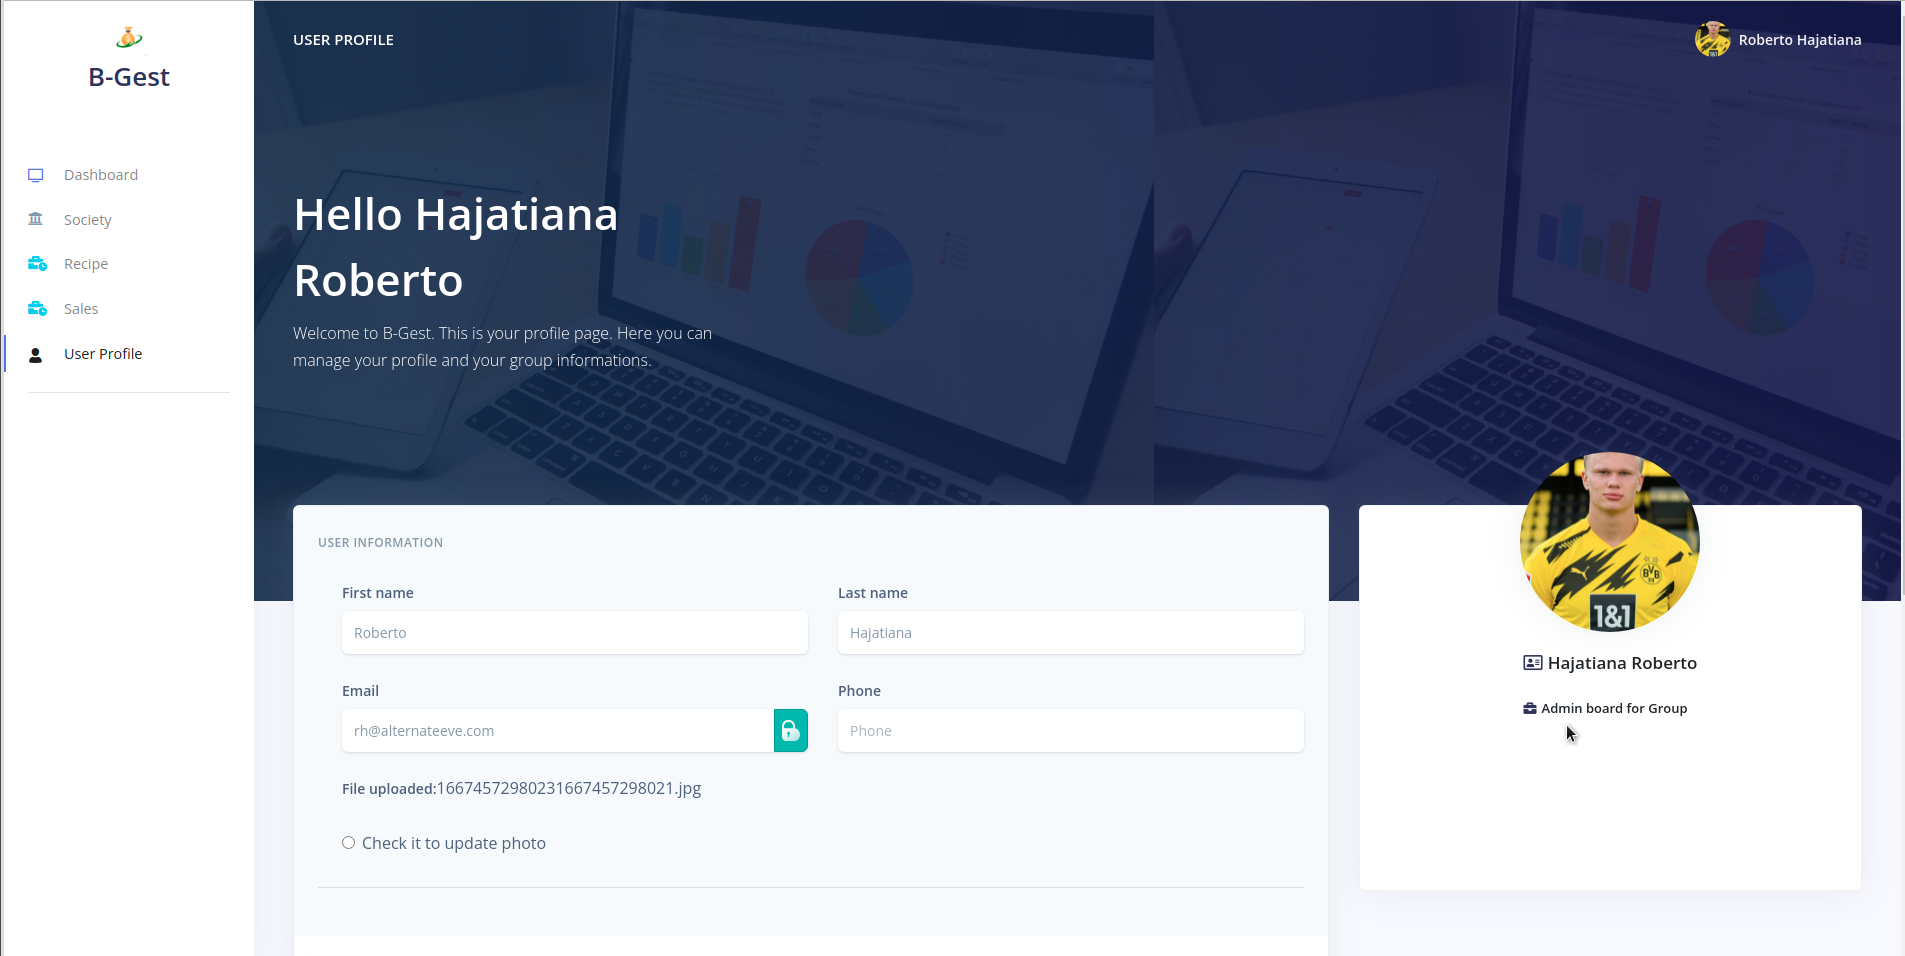 B-Gest
Dashboard
Society
Recipe
Sales
User Profile
USER PROFILE
Roberto Hajatiana
Hello Hajatiana
Roberto
Welcome to B-Gest. This is your profile page. Here you can
manage your profile and your group informations.
USER INFORMATION
First name
Last name
Roberto
Hajatiana
Email
Phone
rh@alternateeve.com
Phone
File uploaded:16674572980231667457298021.jpg
Check it to update photo
BVB
09
1&1
Hajatiana Roberto
Admin board for Group